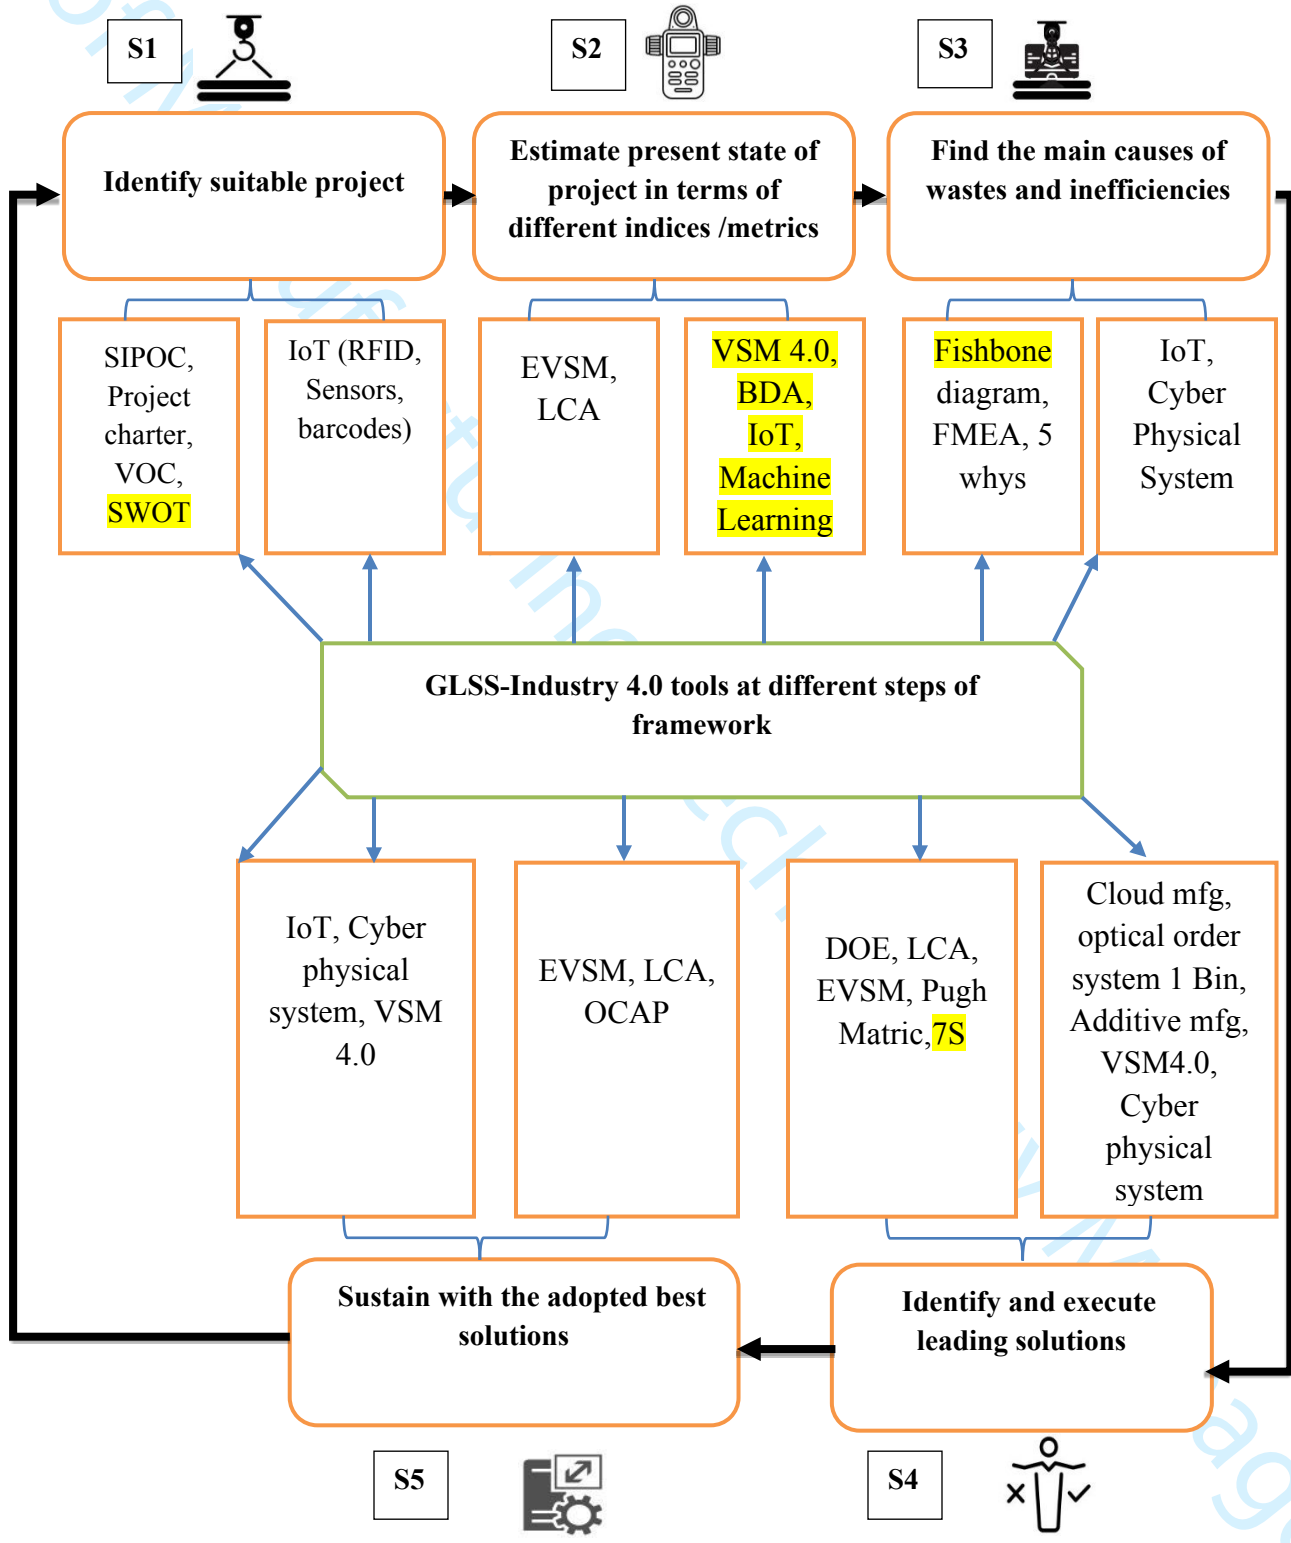 S1
S2
S3
Identify suitable project
Estimate present state of
project in terms of
different indices /metrics
Find the main causes of
wastes and inefficiencies
SIPOC,
Project
charter,
VOC,
SWOT
IoT (RFID,
Sensors,
barcodes)
EVSM,
LCA
VSM 4.0,
BDA,
IoT,
Machine
Learning
Fishbone
diagram,
FMEA, 5
whys
IoT,
Cyber
Physical
System
GLSS-Industry 4.0 tools at different steps of
framework
IoT, Cyber
physical
system, VSM
4.0
EVSM, LCA,
OCAP
DOE, LCA,
EVSM, Pugh
Matric,7S
Cloud mfg,
optical order
system 1 Bin,
Additive mfg,
VSM4.0,
Cyber
physical
system
Sustain with the adopted best
solutions
Identify and execute
leading solutions
S5
S4